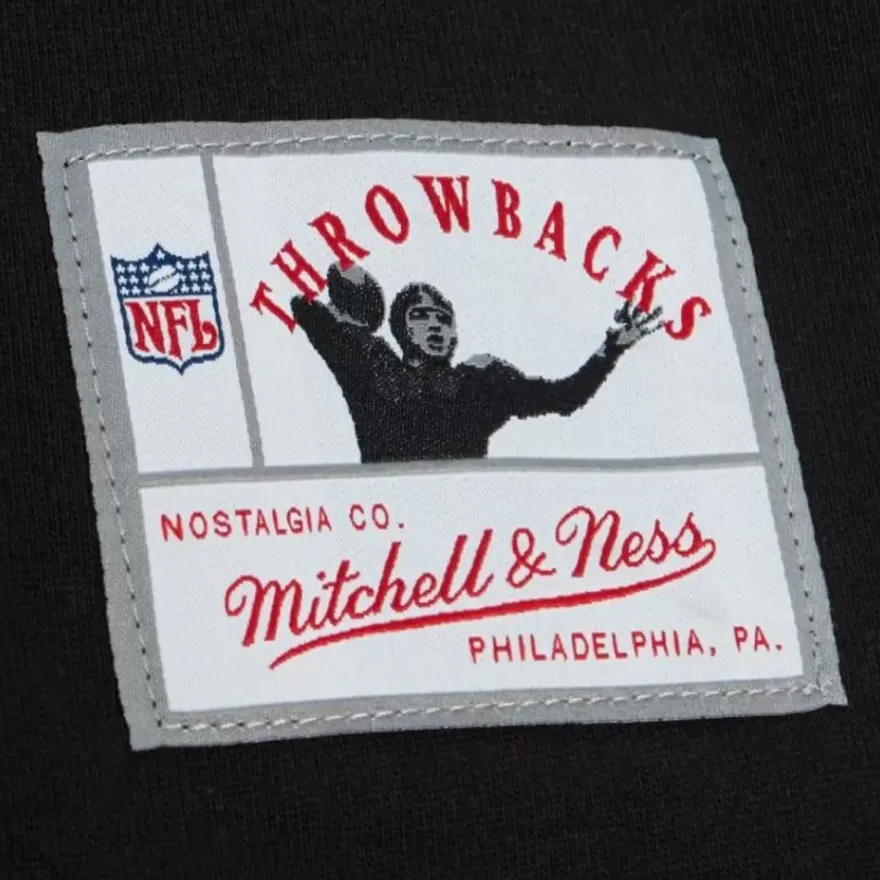 THROWBACKS
NFL
NOSTALGIA CO.
Mitchell & Ness
PHILADELPHIA, PA.